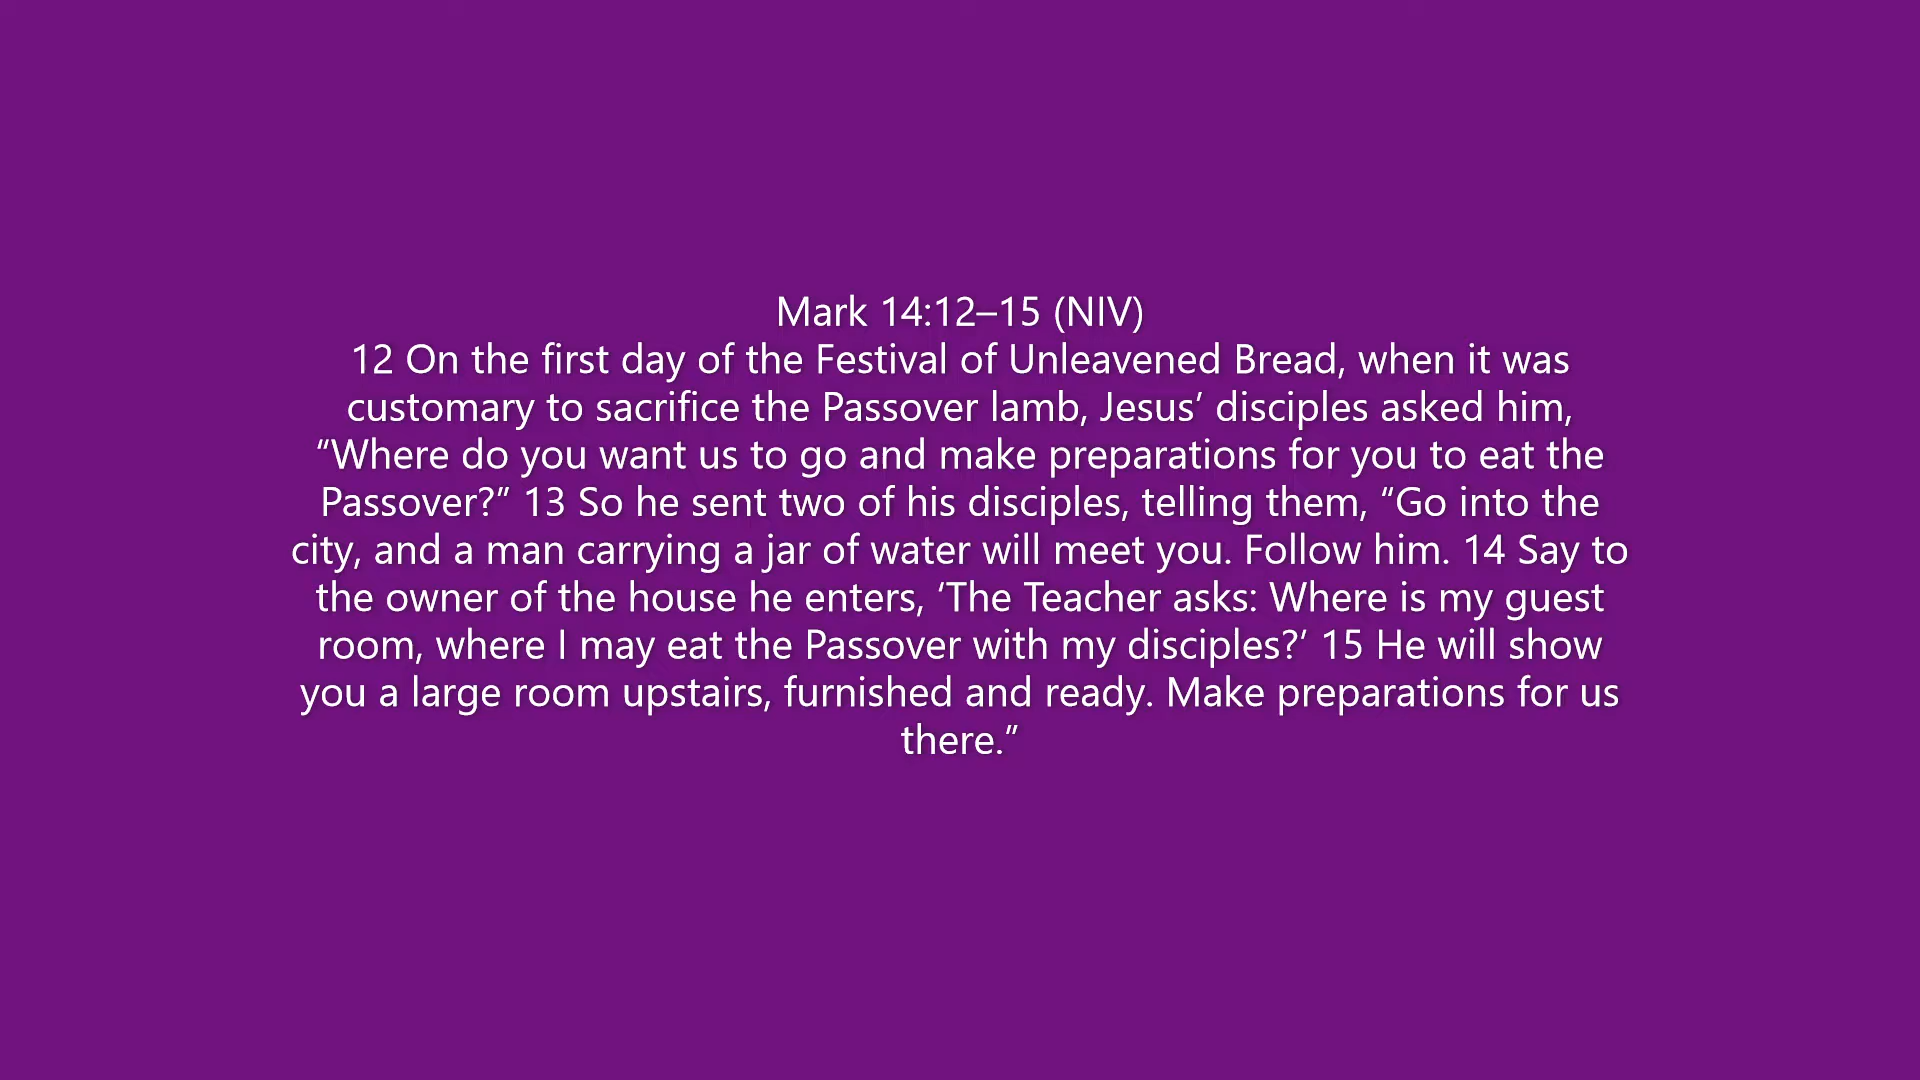 Mark 14:12–15 (NIV)
12 On the first day of the Festival of Unleavened Bread, when it was
customary to sacrifice the Passover lamb, Jesus’ disciples asked him,
“Where do you want us to go and make preparations for you to eat the
Passover?” 13 So he sent two of his disciples, telling them, “Go into the
city, and a man carrying a jar of water will meet you. Follow him. 14 Say to
the owner of the house he enters, ‘The Teacher asks: Where is my guest
room, where I may eat the Passover with my disciples?’ 15 He will show
you a large room upstairs, furnished and ready. Make preparations for us
there.”